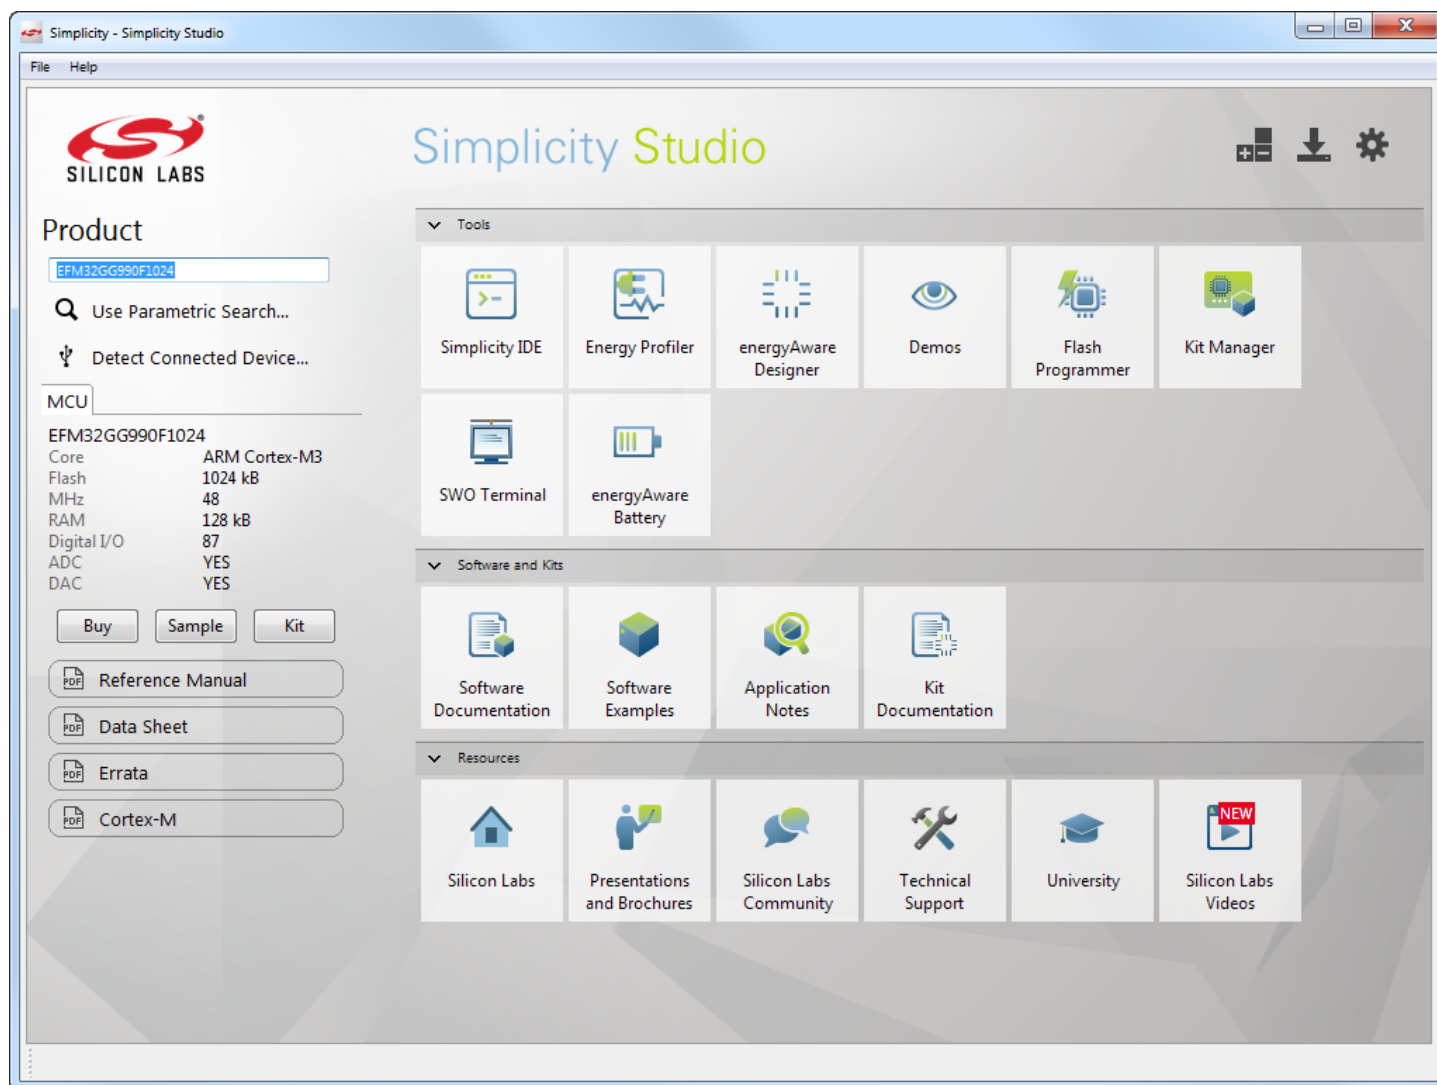 Simplicity - Simplicity Studio
File Help
SILICON LABS®
Simplicity Studio
Product
EFM32GG990F1024
Use Parametric Search...
Detect Connected Device...
MCU
EFM32GG990F1024
Core ARM Cortex-M3
Flash 1024 kB
MHz 48
RAM 128 kB
Digital I/O 87
ADC YES
DAC YES
Buy Sample Kit
PDF Reference Manual
PDF Data Sheet
PDF Errata
PDF Cortex-M
Tools
Simplicity IDE
Energy Profiler
energyAware
Designer
Demos
Flash
Programmer
Kit Manager
SWO Terminal
energyAware
Battery
Software and Kits
Software
Documentation
Software
Examples
Application
Notes
Kit
Documentation
Resources
Silicon Labs
Presentations
and Brochures
Silicon Labs
Community
Technical
Support
University
NEW
Silicon Labs
Videos